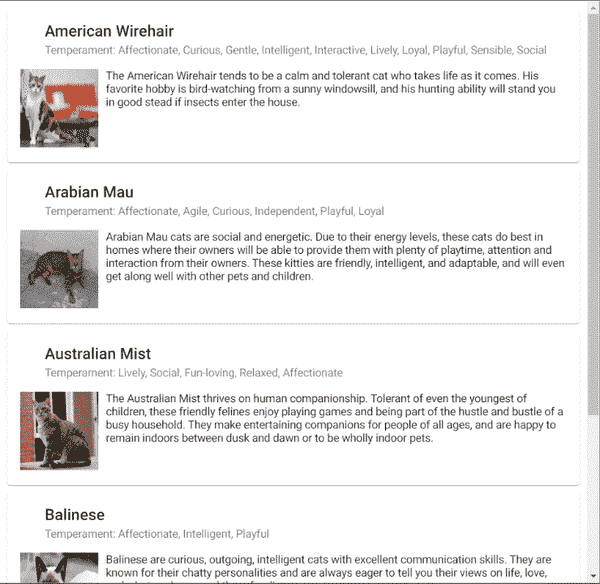 American Wirehair
Temperament: Affectionate, Curious, Gentle, Intelligent, Interactive, Lively, Loyal, Playful, Sensible, Social
The American Wirehair tends to be a calm and tolerant cat who takes life as it comes. His
favorite hobby is bird-watching from a sunny windowsill, and his hunting ability will stand you
in good stead if insects enter the house.
Arabian Mau
Temperament: Affectionate, Agile, Curious, Independent, Playful, Loyal
Arabian Mau cats are social and energetic. Due to their energy levels, these cats do best in
homes where their owners will be able to provide them with plenty of playtime, attention and
interaction from their owners. These kitties are friendly, intelligent, and adaptable, and will even
get along well with other pets and children.
Australian Mist
Temperament: Lively, Social, Fun-loving, Relaxed, Affectionate
The Australian Mist thrives on human companionship. Tolerant of even the youngest of
children, these friendly felines enjoy playing games and being part of the hustle and bustle of a
busy household. They make entertaining companions for people of all ages, and are happy to
remain indoors between dusk and dawn or to be wholly indoor pets.
Balinese
Temperament: Affectionate, Intelligent, Playful
Balinese are curious, outgoing, intelligent cats with excellent communication skills. They are
known for their chatty personalities and are always eager to tell you their views on life, love,